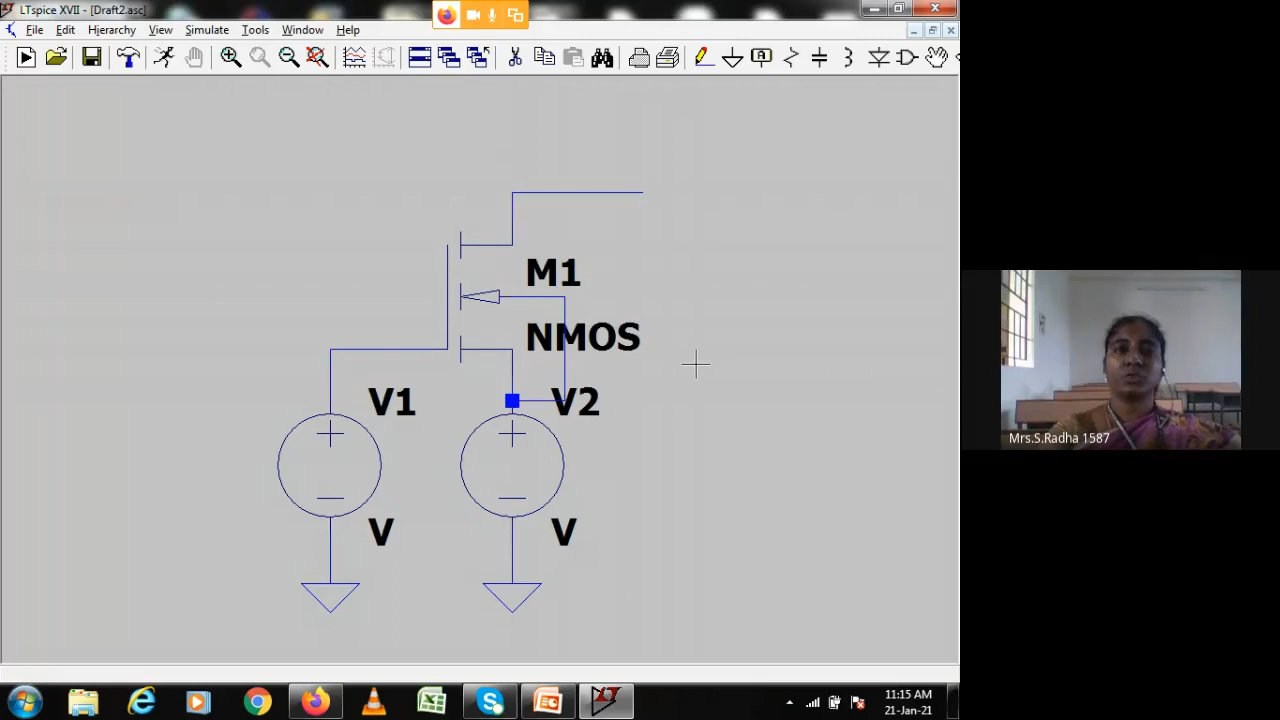 LTspice XVII - [Draft2.asc]
File Edit Hierarchy View Simulate Tools Window Help
M1
NMOS
V1
V2
V
V
Mrs.S.Radha 1587
11:15 AM
21-Jan-21